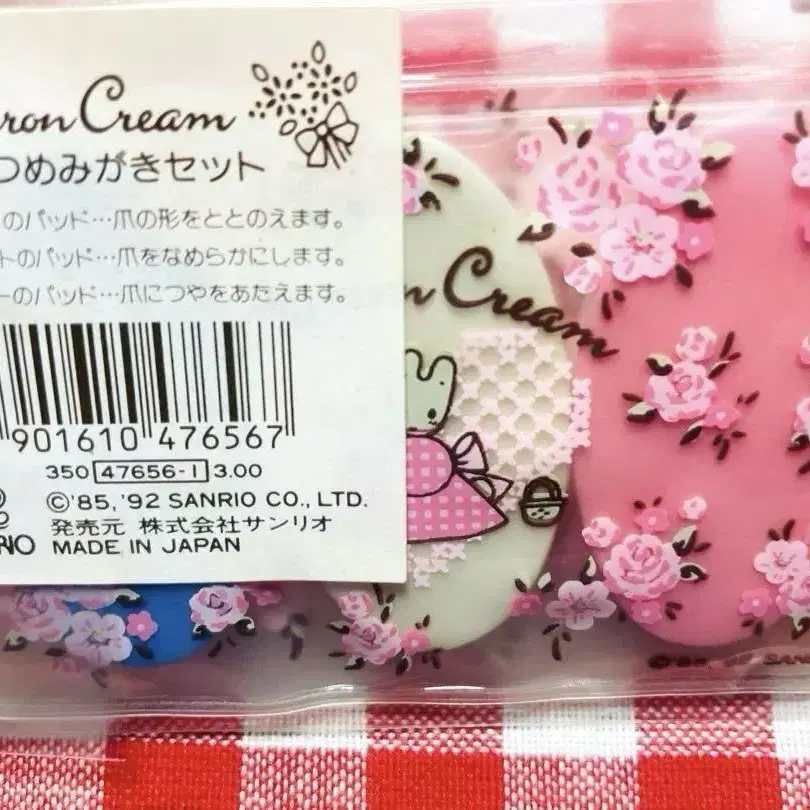 ron Cream
つめみがきセット
のパッド…爪の形をととのえます。
トのパッド…爪をなめらかにします。
ーのパッド…爪につやをあたえます。
901610 476567
350 47656-1 3.00
©'85,'92 SANRIO CO., LTD.
発売元 株式会社サンリオ
RIO MADE IN JAPAN
n Cream